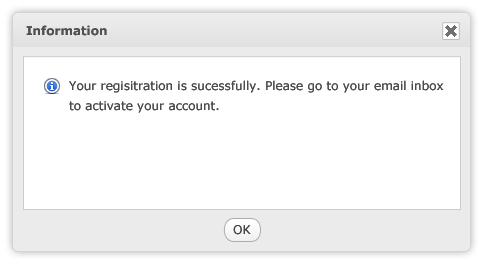 Information
Your regisitration is sucessfully. Please go to your email inbox
to activate your account.
OK